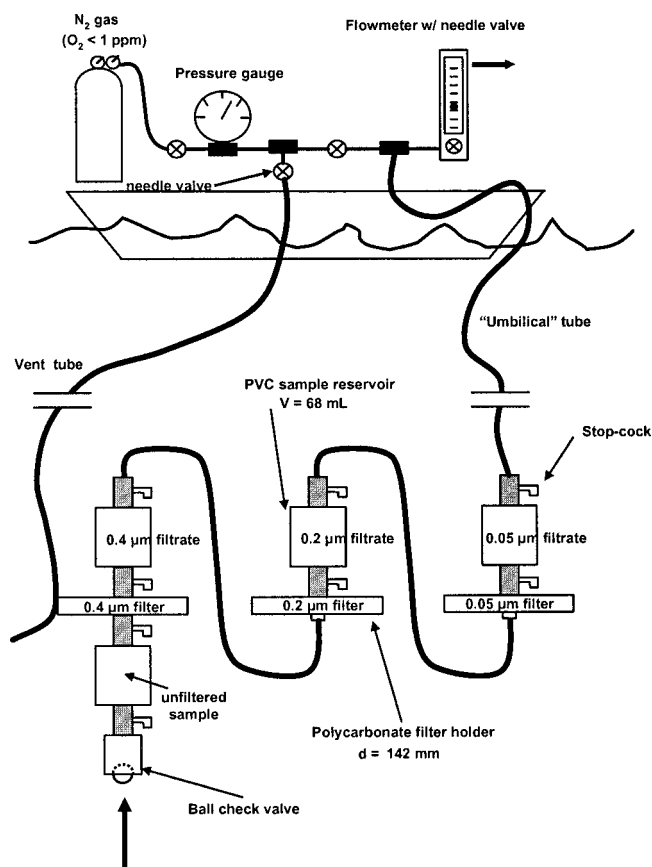 N₂ gas
(O₂ < 1 ppm)
Flowmeter w/ needle valve
Pressure gauge
needle valve
"Umbilical" tube
Vent tube
PVC sample reservoir
V = 68 mL
Stop-cock
0.4 µm filtrate
0.2 µm filtrate
0.05 µm filtrate
0.4 µm filter
0.2 µm filter
0.05 µm filter
unfiltered
sample
Polycarbonate filter holder
d = 142 mm
Ball check valve